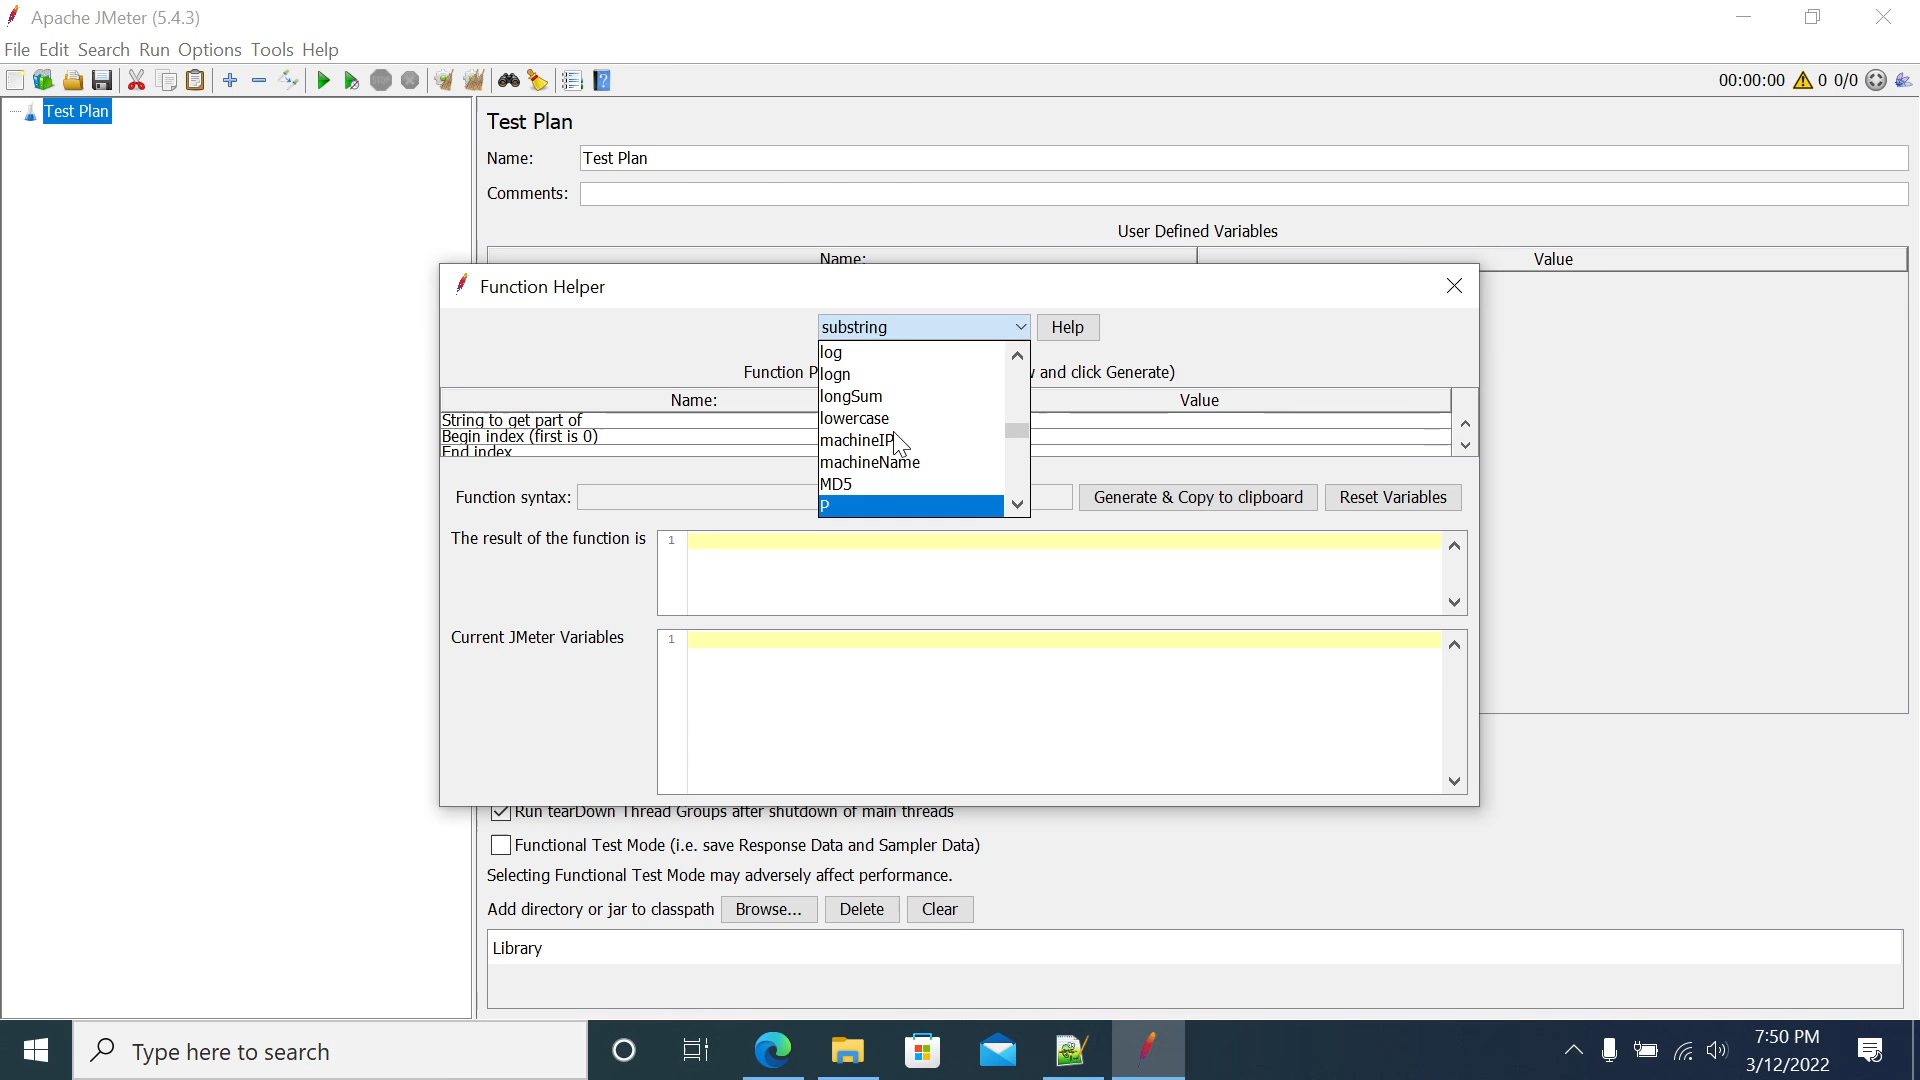 Apache JMeter (5.4.3)
File Edit Search Run Options Tools Help
00:00:00 0 0/0
Test Plan
Test Plan
Name: Test Plan
Comments:
User Defined Variables
Name: Value
Function Helper
substring Help
log
logn
longSum
lowercase
machineIP
machineName
MD5
P
Function P and click Generate)
Name: Value
String to get part of
Begin index (first is 0)
End index
Function syntax: Generate & Copy to clipboard Reset Variables
The result of the function is 1
Current JMeter Variables 1
Run tearDown Thread Groups after shutdown of main threads
Functional Test Mode (i.e. save Response Data and Sampler Data)
Selecting Functional Test Mode may adversely affect performance.
Add directory or jar to classpath Browse... Delete Clear
Library
Type here to search
7:50 PM
3/12/2022